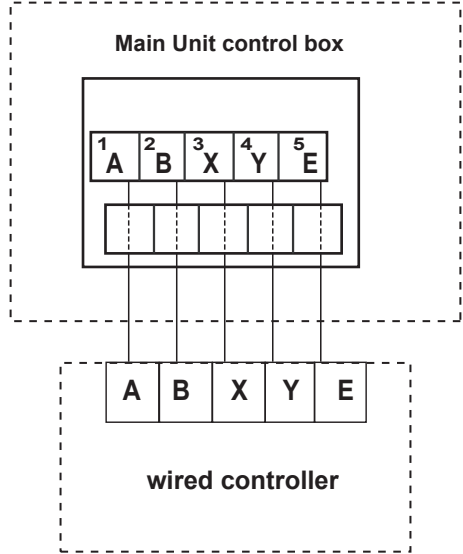 Main Unit control box
1 A 2 B 3 X 4 Y 5 E
A B X Y E
wired controller